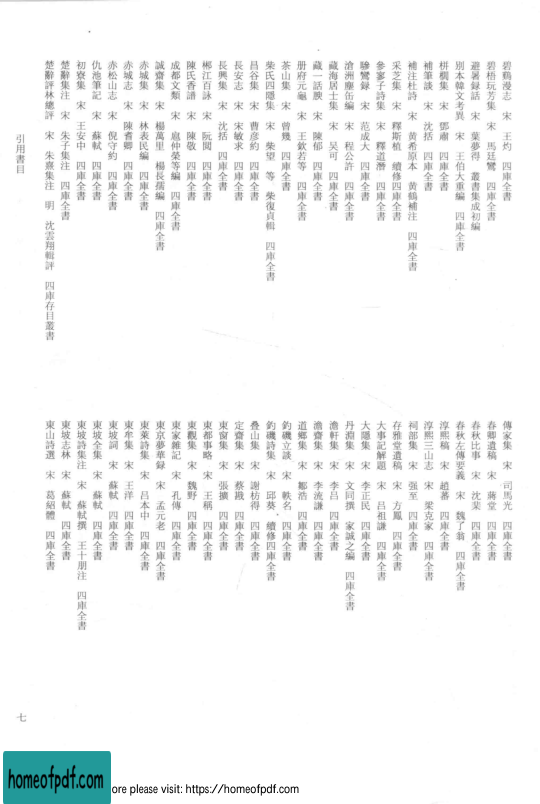 碧鷄漫志 宋 王灼 四庫全書
碧梧玩芳集 宋 馬廷鸞 四庫全書
避暑録話 宋 葉夢得 叢書集成初編
別本韓文考異 宋 王伯大重編 四庫全書
栟櫚集 宋 鄧肅 四庫全書
補筆談 宋 沈括 四庫全書
補注杜詩 宋 黄希原本 黄鶴補注 四庫全書
采芝集 宋 釋斯植 續修四庫全書
參寥子詩集 宋 釋道潛 四庫全書
驂鸞録 宋 范成大 四庫全書
滄洲塵缶編 宋 程公許 四庫全書
藏海居士集 宋 吴可 四庫全書
藏一話腴 宋 陳郁 四庫全書
册府元龜 宋 王欽若等 四庫全書
茶山集 宋 曾幾 四庫全書
柴氏四隱集 宋 柴望 等 柴復貞輯 四庫全書
昌谷集 宋 曹彦約 四庫全書
長安志 宋 宋敏求 四庫全書
長興集 宋 沈括 四庫全書
郴江百詠 宋 阮閲 四庫全書
陳氏香譜 宋 陳敬 四庫全書
成都文類 宋 扈仲榮等編 四庫全書
誠齋集 宋 楊萬里 楊長孺編 四庫全書
赤城集 宋 林表民編 四庫全書
赤城志 宋 陳耆卿 四庫全書
赤松山志 宋 倪守約 四庫全書
仇池筆記 宋 蘇軾 四庫全書
初寮集 宋 王安中 四庫全書
楚辭集注 宋 朱子集注 四庫全書
楚辭評林總評 宋 朱熹集注 明 沈雲翔輯評 四庫存目叢書
傳家集 宋 司馬光 四庫全書
春卿遺稿 宋 蔣堂 四庫全書
春秋比事 宋 沈棐 四庫全書
春秋左傳要義 宋 魏了翁 四庫全書
淳熙稿 宋 趙蕃 四庫全書
淳熙三山志 宋 梁克家 四庫全書
祠部集 宋 强至 四庫全書
存雅堂遺稿 宋 方鳳 四庫全書
大事記解題 宋 吕祖謙 四庫全書
大隱集 宋 李正民 四庫全書
丹淵集 宋 文同撰 家誠之編 四庫全書
澹軒集 宋 李吕 四庫全書
澹齋集 宋 李流謙 四庫全書
道鄉集 宋 鄒浩 四庫全書
釣磯立談 宋 軼名 四庫全書
釣磯詩集 宋 邱葵 續修四庫全書
疊山集 宋 謝枋得 四庫全書
定齋集 宋 蔡戡 四庫全書
東窗集 宋 張擴 四庫全書
東都事略 宋 王稱 四庫全書
東觀集 宋 魏野 四庫全書
東家雜記 宋 孔傳 四庫全書
東京夢華録 宋 孟元老 四庫全書
東萊詩集 宋 吕本中 四庫全書
東牟集 宋 王洋 四庫全書
東坡詞 宋 蘇軾 四庫全書
東坡全集 宋 蘇軾 四庫全書
東坡詩集注 宋 蘇軾撰 王十朋注 四庫全書
東坡志林 宋 蘇軾 四庫全書
東山詩選 宋 葛紹體 四庫全書
引用書目
七
homeofpdf.com
ore please visit: https://homeofpdf.com